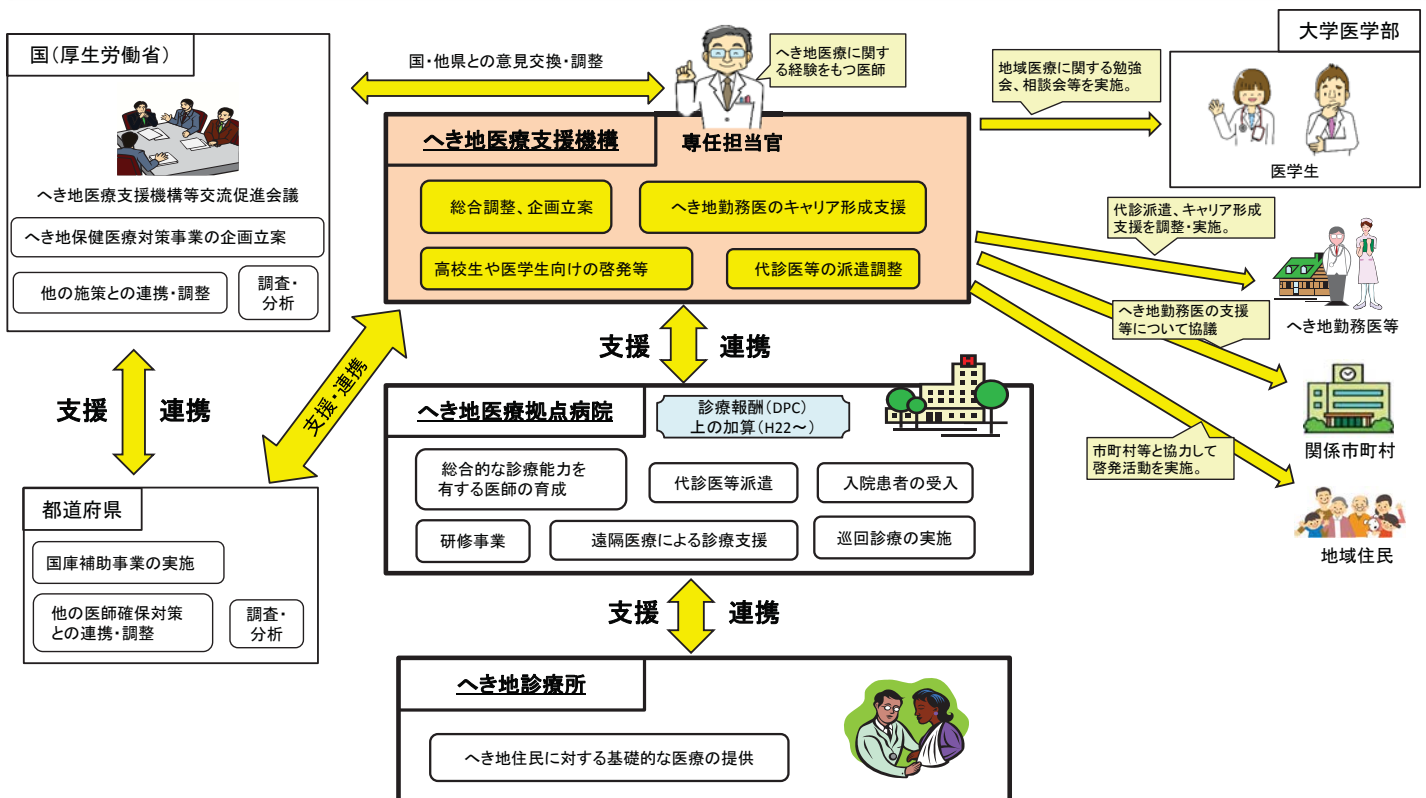 国(厚生労働省)
へき地医療支援機構等交流促進会議
へき地保健医療対策事業の企画立案
他の施策との連携・調整
調査・
分析
国・他県との意見交換・調整
へき地医療に関す
る経験をもつ医師
へき地医療支援機構
専任担当官
総合調整、企画立案
へき地勤務医のキャリア形成支援
高校生や医学生向けの啓発等
代診医等の派遣調整
地域医療に関する勉強
会、相談会等を実施。
大学医学部
医学生
代診派遣、キャリア形成
支援を調整・実施。
へき地勤務医等
へき地勤務医の支援
等について協議
関係市町村
市町村等と協力して
啓発活動を実施。
地域住民
支援 連携
支援・連携
支援 連携
都道府県
国庫補助事業の実施
他の医師確保対策
との連携・調整
調査・
分析
へき地医療拠点病院
診療報酬(DPC)
上の加算(H22~)
H
総合的な診療能力を
有する医師の育成
代診医等派遣
入院患者の受入
研修事業
遠隔医療による診療支援
巡回診療の実施
支援 連携
へき地診療所
へき地住民に対する基礎的な医療の提供